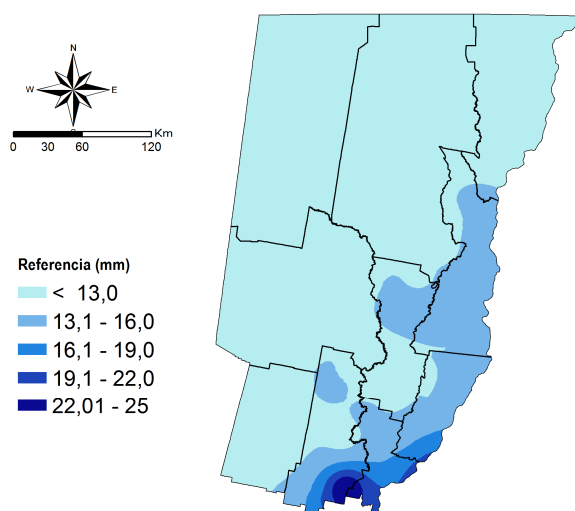 N
W E
S
Km
0 30 60 120
Referencia (mm)
< 13,0
13,1 - 16,0
16,1 - 19,0
19,1 - 22,0
22,01 - 25